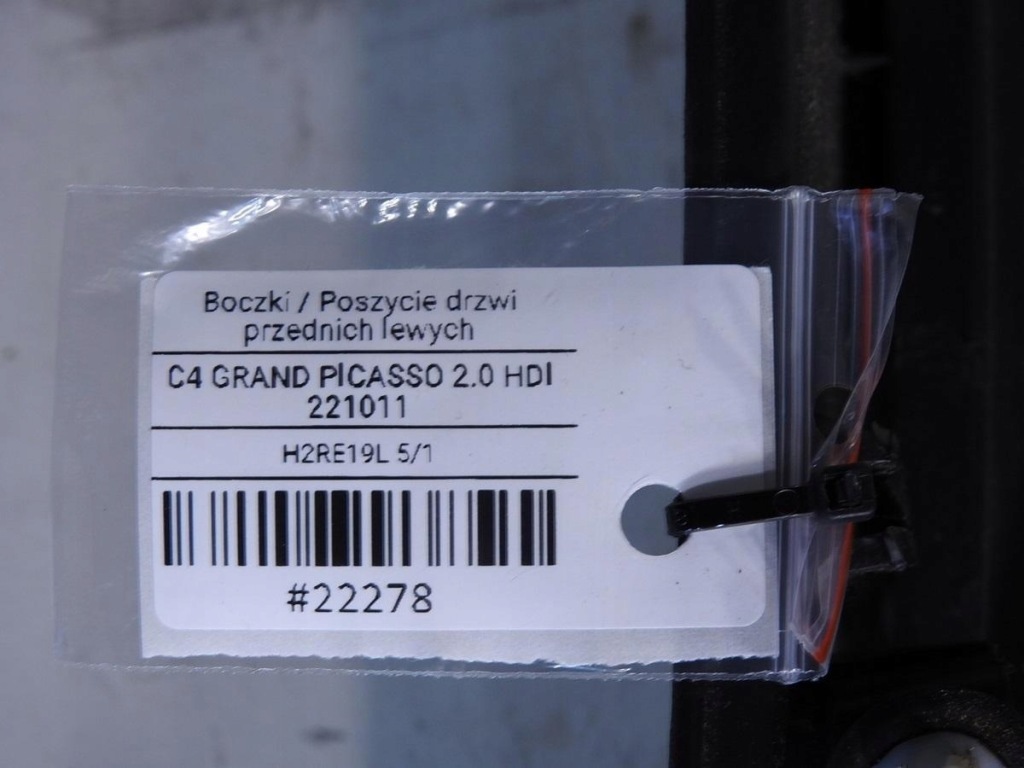 Boczki / Poszycie drzwi
przednich lewych
C4 GRAND PICASSO 2.0 HDI
221011
H2RE19L 5/1
#22278